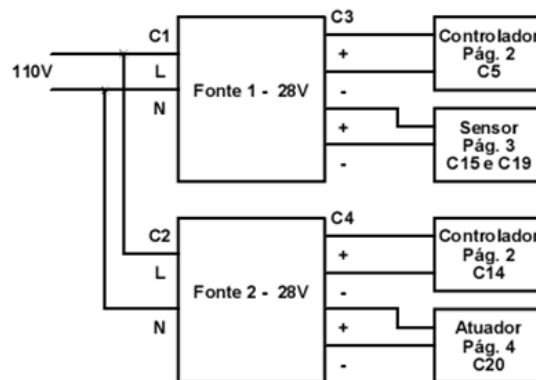 110V
C1
L
N
Fonte 1 - 28V
C3
+
-
+
-
Controlador
Pág. 2
C5
Sensor
Pág. 3
C15 e C19
C2
L
N
Fonte 2 - 28V
C4
+
-
+
-
Controlador
Pág. 2
C14
Atuador
Pág. 4
C20